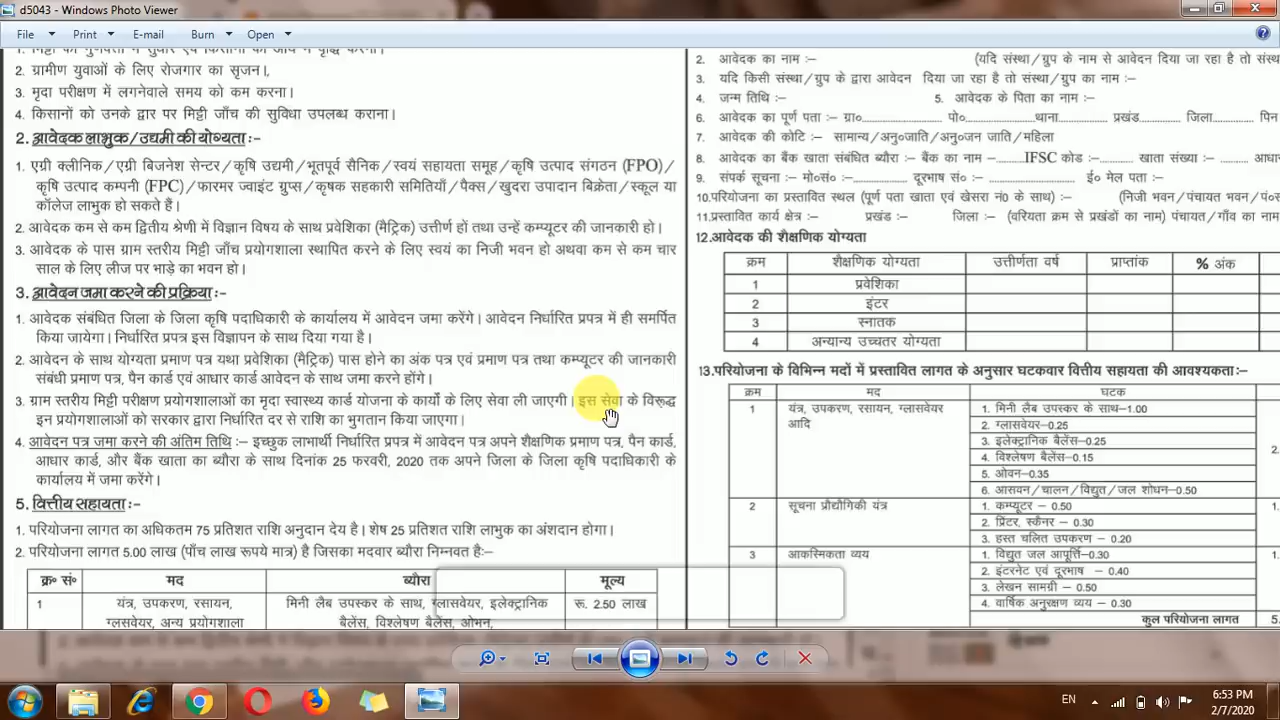 d5043 - Windows Photo Viewer
File Print E-mail Burn Open
2. ग्रामीण युवाओं के लिए रोजगार का सृजन।,
3. मृदा परीक्षण में लगनेवाले समय को कम करना।
4. किसानों को उनके द्वार पर मिट्टी जाँच की सुविधा उपलब्ध कराना।
2. आवेदक लाभुक/उद्यमी की योग्यता :–
1. एग्री क्लीनिक/एग्री बिजनेश सेन्टर/कृषि उद्यमी/भूतपूर्व सैनिक/स्वयं सहायता समूह/कृषि उत्पाद संगठन (FPO)/
कृषि उत्पाद कम्पनी (FPC)/फारमर ज्वाइंट ग्रुप्स/कृषक सहकारी समितियाँ/पैक्स/खुदरा उपादान बिक्रेता/स्कूल या
कॉलेज लाभुक हो सकते हैं।
2. आवेदक कम से कम द्वितीय श्रेणी में विज्ञान विषय के साथ प्रवेशिका (मैट्रिक) उत्तीर्ण हों तथा उन्हें कम्प्यूटर की जानकारी हो।
3. आवेदक के पास ग्राम स्तरीय मिट्टी जाँच प्रयोगशाला स्थापित करने के लिए स्वयं का निजी भवन हो अथवा कम से कम चार
साल के लिए लीज पर भाड़े का भवन हो।
3. आवेदन जमा करने की प्रक्रिया :–
1. आवेदक संबंधित जिला के जिला कृषि पदाधिकारी के कार्यालय में आवेदन जमा करेंगे। आवेदन निर्धारित प्रपत्र में ही समर्पित
किया जायेगा। निर्धारित प्रपत्र इस विज्ञापन के साथ दिया गया है।
2. आवेदन के साथ योग्यता प्रमाण पत्र यथा प्रवेशिका (मैट्रिक) पास होने का अंक पत्र एवं प्रमाण पत्र तथा कम्प्यूटर की जानकारी
संबंधी प्रमाण पत्र, पैन कार्ड एवं आधार कार्ड आवेदन के साथ जमा करने होंगे।
3. ग्राम स्तरीय मिट्टी परीक्षण प्रयोगशालाओं का मृदा स्वास्थ्य कार्ड योजना के कार्यों के लिए सेवा ली जाएगी। इस सेवा के विरूद्ध
इन प्रयोगशालाओं को सरकार द्वारा निर्धारित दर से राशि का भुगतान किया जाएगा।
4. आवेदन पत्र जमा करने की अंतिम तिथि :– इच्छुक लाभार्थी निर्धारित प्रपत्र में आवेदन पत्र अपने शैक्षणिक प्रमाण पत्र, पैन कार्ड,
आधार कार्ड, और बैंक खाता का ब्यौरा के साथ दिनांक 25 फरवरी, 2020 तक अपने जिला के जिला कृषि पदाधिकारी के
कार्यालय में जमा करेंगे।
5. वित्तीय सहायता :–
1. परियोजना लागत का अधिकतम 75 प्रतिशत राशि अनुदान देय है। शेष 25 प्रतिशत राशि लाभुक का अंशदान होगा।
2. परियोजना लागत 5.00 लाख (पाँच लाख रूपये मात्र) है जिसका मदवार ब्यौरा निम्नवत हैः–
क्र० सं० मद ब्यौरा मूल्य
1 यंत्र, उपकरण, रसायन, मिनी लैब उपस्कर के साथ, ग्लासवेयर, इलेक्ट्रानिक रू. 2.50 लाख
ग्लसवेयर, अन्य प्रयोगशाला बैलेंस, विश्लेषण बैलेंस, ओभन,
2. आवेदक का नाम :– (यदि संस्था/ग्रुप के नाम से आवेदन दिया जा रहा है तो
3. यदि किसी संस्था/ग्रुप के द्वारा आवेदन दिया जा रहा है तो संस्था/ग्रुप का नाम :–
4. जन्म तिथि :– 5. आवेदक के पिता का नाम :–
6. आवेदक का पूर्ण पता : ग्रा०.............. पो०..............थाना..............प्रखंड..............जिला..............पिन
7. आवेदक की कोटि :– सामान्य/अनु०जाति/अनु०जन जाति/महिला
8. आवेदक का बैंक खाता संबंधित ब्यौरा :– बैंक का नाम –........IFSC कोड :–........... खाता संख्या :–........
9. संपर्क सूचना :– मो०सं० :–.............. दूरभाष सं० :– ........................ ई० मेल पता :–
10.परियोजना का प्रस्तावित स्थल (पूर्ण पता खाता एवं खेसरा नं0 के साथ) :– (निजी भवन/पंचायत भवन/
11.प्रस्तावित कार्य क्षेत्र :– प्रखंड :– जिला :– (वरियता क्रम से प्रखंडों का नाम) पंचायत/गाँव का नाम
12.आवेदक की शैक्षणिक योग्यता
क्रम शैक्षणिक योग्यता उत्तीर्णता वर्ष प्राप्तांक % अंक
1 प्रवेशिका
2 इंटर
3 स्नातक
4 अन्यान्य उच्चतर योग्यता
13.परियोजना के विभिन्न मदों में प्रस्तावित लागत के अनुसार घटकवार वित्तीय सहायता की आवश्यकताः–
क्रम मद घटक
1 यंत्र, उपकरण, रसायन, ग्लासवेयर 1. मिनी लैब उपस्कर के साथ–1.00
आदि 2. ग्लासवेयर–0.25
3. इलेक्ट्रानिक बैलेंस–0.25
4. विश्लेषण बैलेंस–0.15
5. ओवन–0.35
6. आसवन/चालन/विद्युत/जल शोधन–0.50
2 सूचना प्रौद्योगिकी यंत्र 1. कम्प्यूटर – 0.50
2. प्रिंटर, स्कैनर – 0.30
3. हस्त चलित उपकरण – 0.20
3 आकस्मिकता व्यय 1. विद्युत जल आपूर्ति–0.30
2. इंटरनेट एवं दूरभाष – 0.40
3. लेखन सामग्री – 0.50
4. वार्षिक अनुरक्षण व्यय – 0.30
कुल परियोजना लागत
EN
6:53 PM
2/7/2020